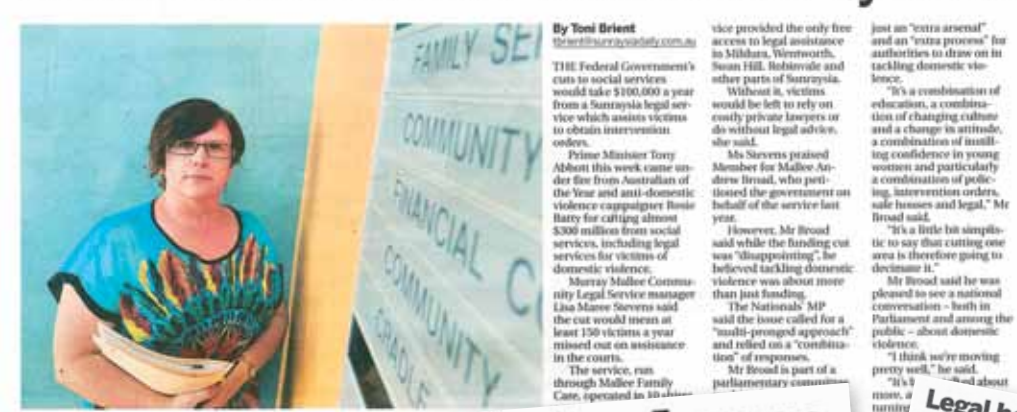 FAMILY SE
COMMUNITY
FINANCIAL C
COMMUNITY
CRADLE
By Toni Brient
tbrient@sunraysiadaily.com.au
THE Federal Government's
cuts to social services
would take $100,000 a year
from a Sunraysia legal ser-
vice which assists victims
to obtain intervention
orders.
Prime Minister Tony
Abbott this week came un-
der fire from Australian of
the Year and anti-domestic
violence campaigner Rosie
Batty for cutting almost
$300 million from social
services, including legal
services for victims of
domestic violence.
Murray Mallee Commu-
nity Legal Service manager
Lisa Maree Stevens said
the cut would mean at
least 150 victims a year
missed out on assistance
in the courts.
The service, run
through Mallee Family
Care, operated in 10
vice provided the only free
access to legal assistance
in Mildura, Wentworth,
Swan Hill, Robinvale and
other parts of Sunraysia.
Without it, victims
would be left to rely on
costly private lawyers or
do without legal advice,
she said.
Ms Stevens praised
Member for Mallee An-
drew Broad, who peti-
tioned the government on
behalf of the service last
year.
However, Mr Broad
said while the funding cut
was "disappointing", he
believed tackling domestic
violence was about more
than just funding.
The Nationals' MP
said the issue called for a
"multi-pronged approach"
and relied on a "combina-
tion" of responses.
Mr Broad is part of a
parliamentary
just an "extra arsenal"
and an "extra process" for
authorities to draw on in
tackling domestic vio-
lence.
"It's a combination of
education, a combina-
tion of changing culture
and a change in attitude,
a combination of instill-
ing confidence in young
women and particularly
a combination of polic-
ing, intervention orders,
safe houses and legal," Mr
Broad said.
"It's a little bit simplis-
tic to say that cutting one
area is therefore going to
decimate it."
Mr Broad said he was
pleased to see a national
conversation – both in
Parliament and among the
public – about domestic
violence.
"I think we're moving
pretty well," he said.
"It's about
more, a
Legal h